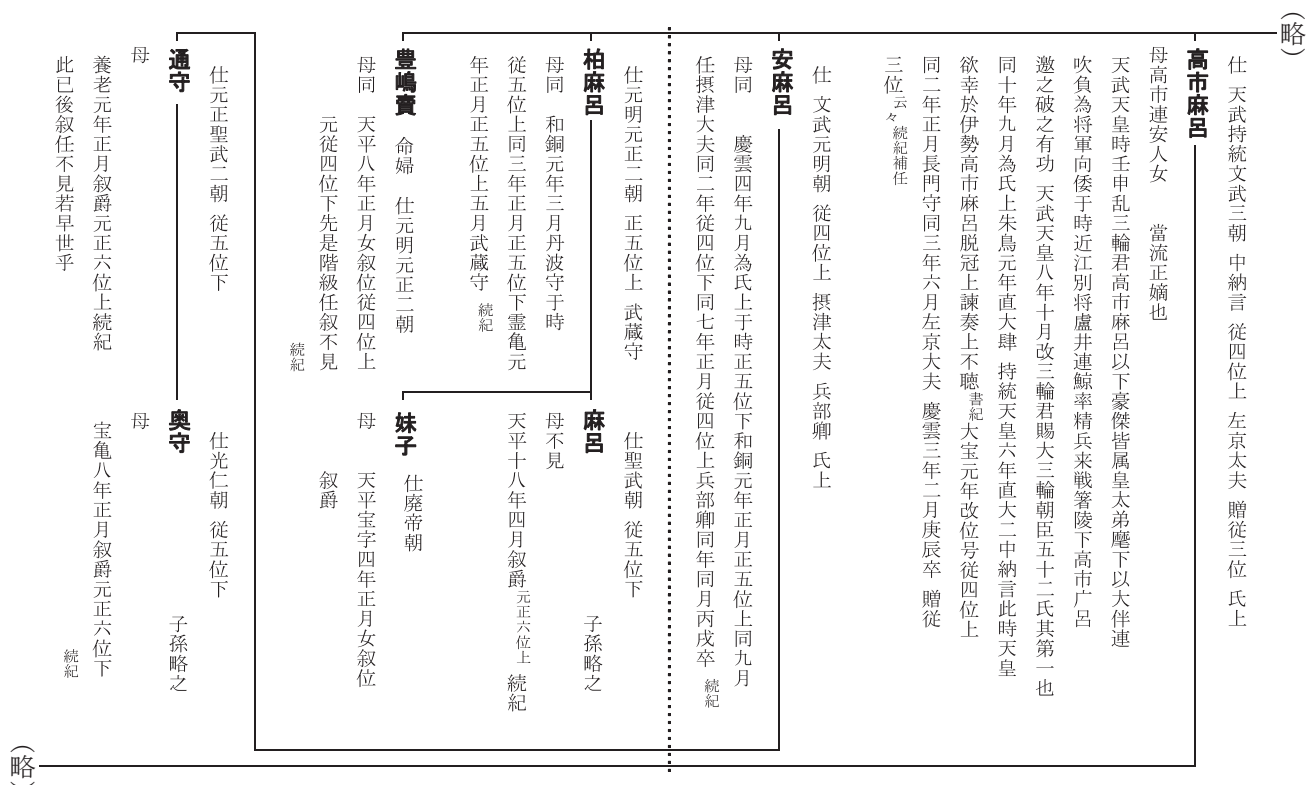 （略）
仕　天武持統文武三朝　中納言　従四位上　左京太夫　贈従三位　氏上
高市麻呂
母高市連安人女　　當流正嫡也
天武天皇時壬申乱三輪君高市麻呂以下豪傑皆属皇太弟麾下以大伴連
吹負為将軍向倭于時近江別将盧井連鯨率精兵来戦箸陵下高市广呂
邀之破之有功　天武天皇八年十月改三輪君賜大三輪朝臣五十二氏其第一也
同十年九月為氏上朱鳥元年直大肆　持統天皇六年直大二中納言此時天皇
欲幸於伊勢高市麻呂脱冠上諫奏上不聴書紀大宝元年改位号従四位上
同二年正月長門守同三年六月左京大夫　慶雲三年二月庚辰卒　贈従
三位云々 続紀補任
仕　文武元明朝　従四位上　摂津太夫　兵部卿　氏上
安麻呂
母同　　慶雲四年九月為氏上于時正五位下和銅元年正月正五位上同九月
任摂津大夫同二年従四位下同七年正月従四位上兵部卿同年同月丙戌卒　続紀
仕元明元正二朝　正五位上　武蔵守
柏麻呂
母同　和銅元年三月丹波守于時
従五位上同三年正月正五位下霊亀元
年正月正五位上五月武蔵守　続紀
豊嶋賣　命婦　仕元明元正二朝
母同　天平八年正月女叙位従四位上
元従四位下先是階級任叙不見
続紀
仕聖武朝　従五位下
麻呂　　子孫略之
母不見
天平十八年四月叙爵元正六位上　続紀
妹子　仕廃帝朝
母　　天平宝字四年正月女叙位
叙爵
仕元正聖武二朝　従五位下
通守
母
養老元年正月叙爵元正六位上続紀
此已後叙任不見若早世乎
仕光仁朝　従五位下
奥守　　子孫略之
母
宝亀八年正月叙爵元正六位下
続紀
（略）